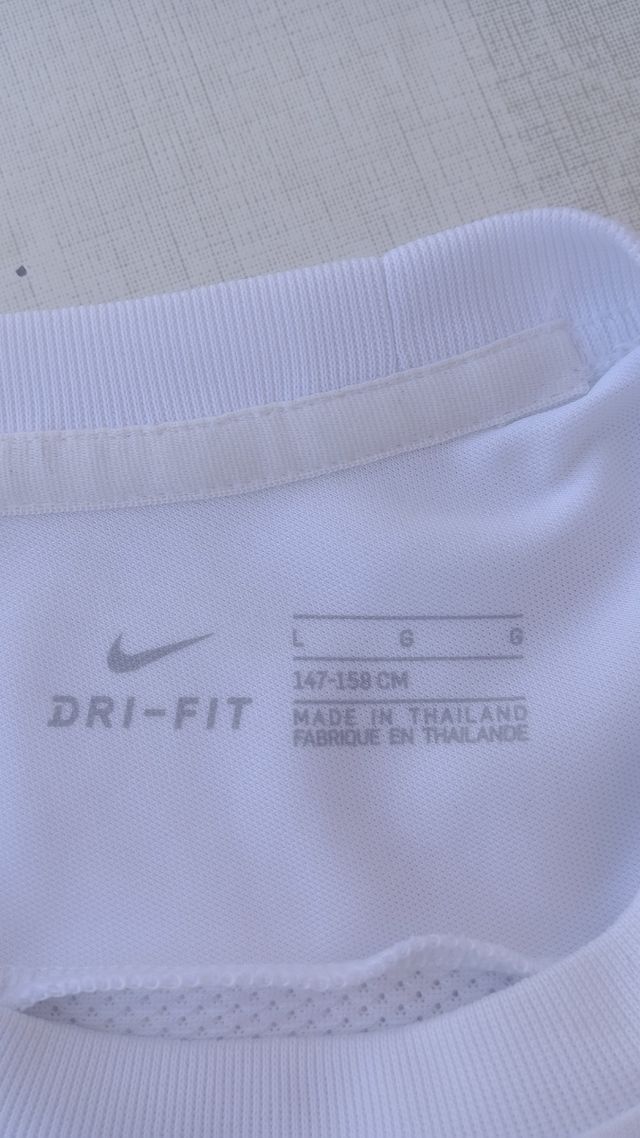 DRI-FIT
L G G
147-158 CM
MADE IN THAILAND
FABRIQUE EN THAILANDE